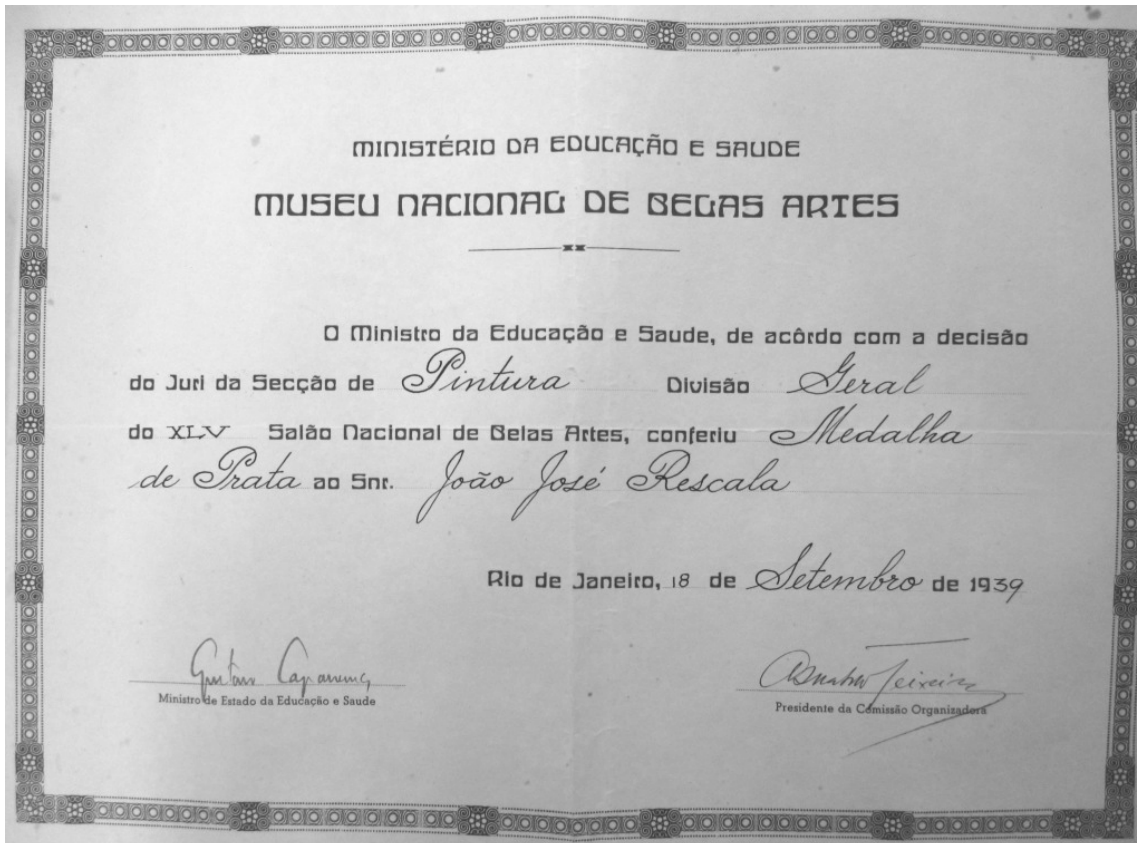 MINISTÉRIO DA EDUCAÇÃO E SAUDE
MUSEU NACIONAL DE BELAS ARTES
O Ministro da Educação e Saude, de acôrdo com a decisão
do Juri da Secção de Pintura Divisão Geral
do XLV Salão Nacional de Belas Artes, conferiu Medalha
de Prata ao Snr. João José Rescala
Rio de Janeiro, 18 de Setembro de 1939
Gustavo Capanema
Teixeira
Ministro de Estado da Educação e Saude
Presidente da Comissão Organizadora